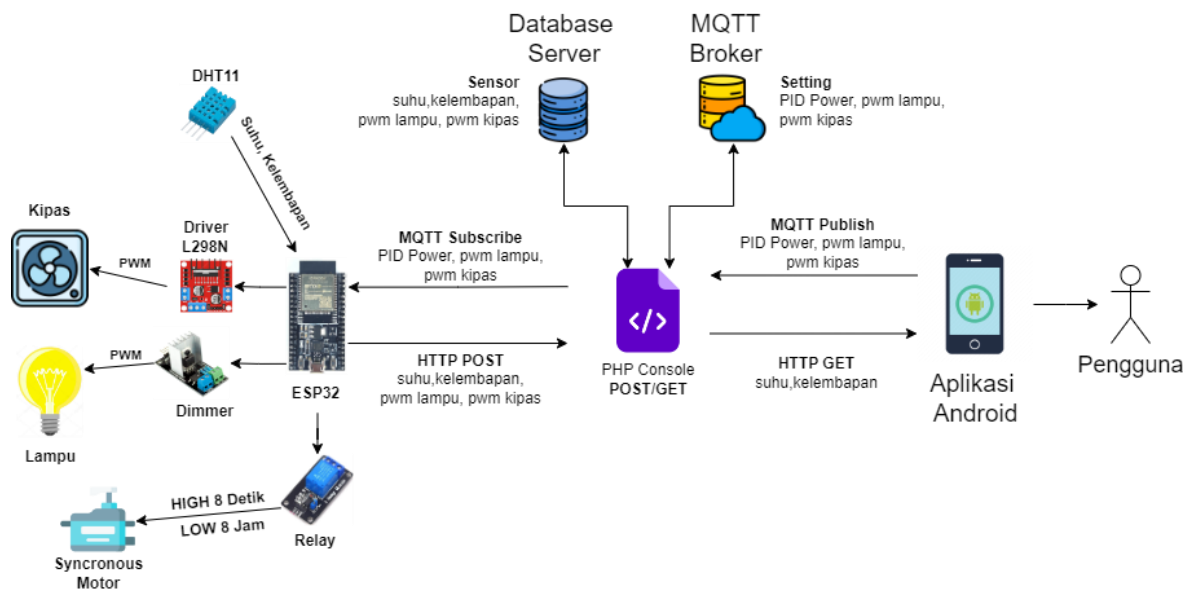 Database
Server
MQTT
Broker
DHT11
Sensor
suhu,kelembapan,
pwm lampu, pwm kipas
Setting
PID Power, pwm lampu,
pwm kipas
Suhu, Kelembapan
Kipas
Driver
L298N
PWM
MQTT Subscribe
PID Power, pwm lampu,
pwm kipas
MQTT Publish
PID Power, pwm lampu,
pwm kipas
</>
PWM
Dimmer
Lampu
ESP32
HTTP POST
suhu,kelembapan,
pwm lampu, pwm kipas
PHP Console
POST/GET
HTTP GET
suhu,kelembapan
Aplikasi
Android
Pengguna
HIGH 8 Detik
LOW 8 Jam
Relay
Syncronous
Motor